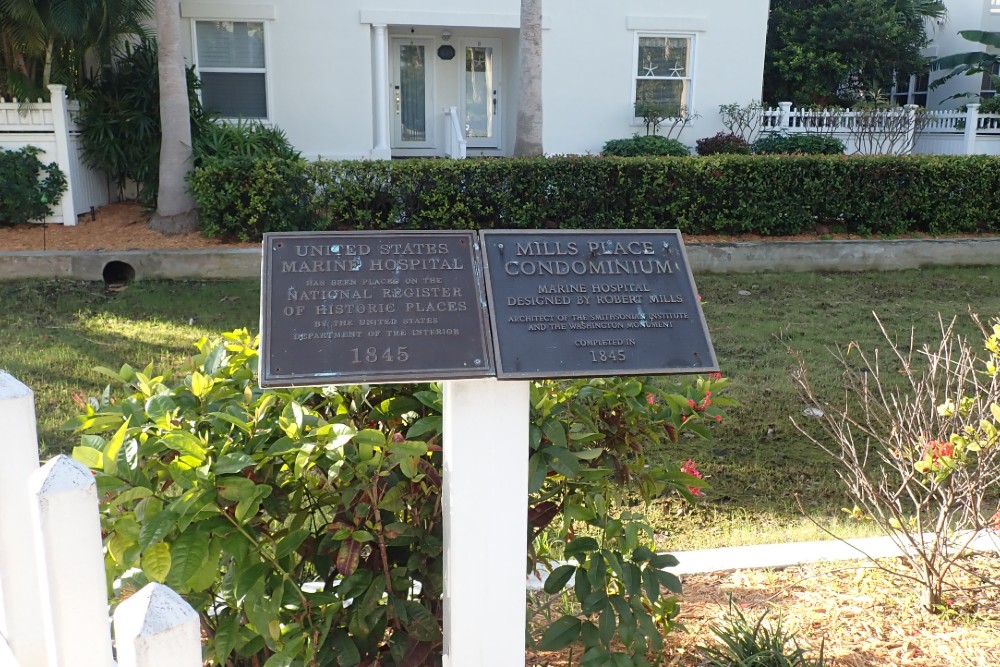 UNITED STATES
MARINE HOSPITAL
HAS BEEN PLACED ON THE
NATIONAL REGISTER
OF HISTORIC PLACES
BY THE UNITED STATES
DEPARTMENT OF THE INTERIOR
1845
MILLS PLACE
CONDOMINIUM
MARINE HOSPITAL
DESIGNED BY ROBERT MILLS
ARCHITECT OF THE SMITHSONIAN INSTITUTE
AND THE WASHINGTON MONUMENT
COMPLETED IN
1845